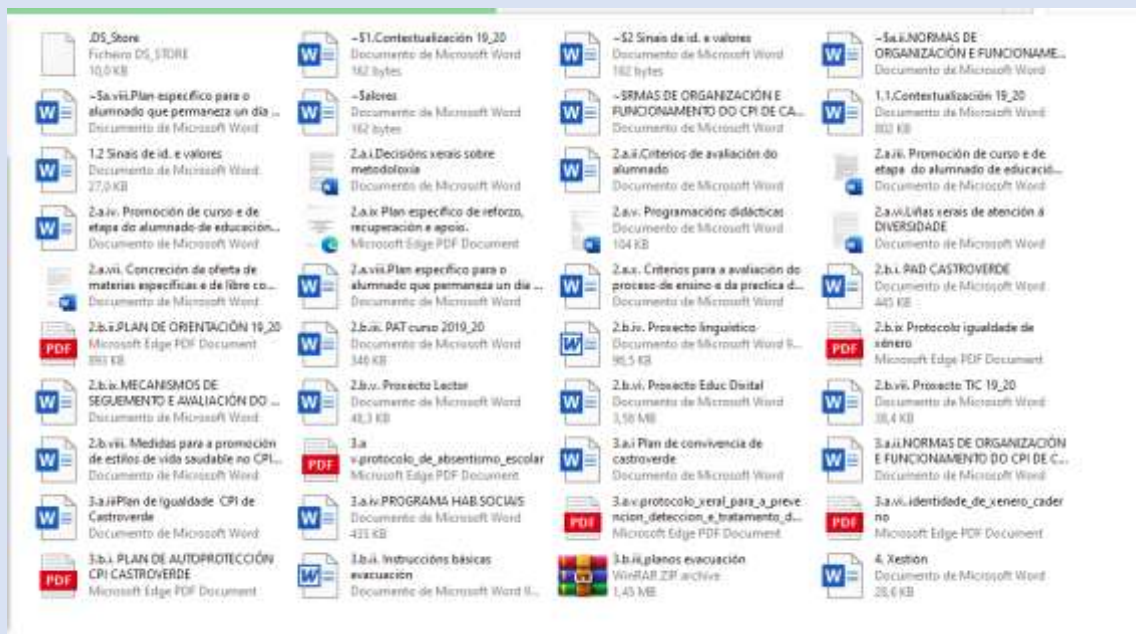 .DS_Store
Ficheiro DS_STORE
10,0 KB
~$1.Contextualización 19_20
Documento de Microsoft Word
162 bytes
~$2 Sinais de id. e valores
Documento de Microsoft Word
162 bytes
~$a.ii.NORMAS DE
ORGANIZACIÓN E FUNCIONAME...
Documento de Microsoft Word
~$a.viii.Plan específico para o
alumnado que permaneza un día ...
Documento de Microsoft Word
~$alores
Documento de Microsoft Word
162 bytes
~$RMAS DE ORGANIZACIÓN E
FUNCIONAMENTO DO CPI DE CA...
Documento de Microsoft Word
1.1.Contextualización 19_20
Documento de Microsoft Word
802 KB
1.2 Sinais de id. e valores
Documento de Microsoft Word
27,0 KB
2.a.i.Decisións xerais sobre
metodoloxía
Documento de Microsoft Word
2.a.ii.Criterios de avaliación do
alumnado
Documento de Microsoft Word
2.a.iii. Promoción de curso e de
etapa do alumnado de educació...
Documento de Microsoft Word
2.a.iv. Promoción de curso e de
etapa do alumnado de educación...
Documento de Microsoft Word
2.a.ix Plan específico de reforzo,
recuperación e apoio.
Microsoft Edge PDF Document
2.a.v. Programacións didácticas
Documento de Microsoft Word
104 KB
2.a.vi.Liñas xerais de atención á
DIVERSIDADE
Documento de Microsoft Word
2.a.vii. Concreción da oferta de
materias específicas e de libre co...
Documento de Microsoft Word
2.a.viii.Plan específico para o
alumnado que permaneza un día ...
Documento de Microsoft Word
2.a.x. Criterios para a avaliación do
proceso de ensino e da practica d...
Documento de Microsoft Word
2.b.i. PAD CASTROVERDE
Documento de Microsoft Word
445 KB
2.b.ii.PLAN DE ORIENTACIÓN 19_20
Microsoft Edge PDF Document
893 KB
2.b.iii. PAT curso 2019_20
Documento de Microsoft Word
346 KB
2.b.iv. Proxecto lingüístico
Documento de Microsoft Word 9...
96,5 KB
2.b.ix Protocolo igualdade de
xénero
Microsoft Edge PDF Document
2.b.ix.MECANISMOS DE
SEGUEMENTO E AVALIACIÓN DO ...
Documento de Microsoft Word
2.b.v. Proxecto Lector
Documento de Microsoft Word
48,3 KB
2.b.vi. Proxecto Educ Dixital
Documento de Microsoft Word
3,56 MB
2.b.vii. Proxecto TIC 19_20
Documento de Microsoft Word
38,4 KB
2.b.viii. Medidas para a promoción
de estilos de vida saudable no CPI...
Documento de Microsoft Word
3.a
v.protocolo_de_absentismo_escolar
Microsoft Edge PDF Document
3.a.i Plan de convivencia de
castroverde
Documento de Microsoft Word
3.a.ii.NORMAS DE ORGANIZACIÓN
E FUNCIONAMENTO DO CPI DE C...
Documento de Microsoft Word
3.a.iiiPlan de Igualdade CPI de
Castroverde
Documento de Microsoft Word
3.a.iv.PROGRAMA HAB.SOCIAIS
Documento de Microsoft Word
435 KB
3.a.v.protocolo_xeral_para_a_preve
ncion_deteccion_e_tratamento_d...
Microsoft Edge PDF Document
3.a.vi.identidade_de_xenero_cader
no
Microsoft Edge PDF Document
3.b.i. PLAN DE AUTOPROTECCIÓN
CPI CASTROVERDE
Microsoft Edge PDF Document
3.b.ii. Instruccións básicas
evacuación
Documento de Microsoft Word 9...
3.b.iii.planos evacuación
WinRAR ZIP archive
1,45 MB
4. Xestión
Documento de Microsoft Word
28,6 KB